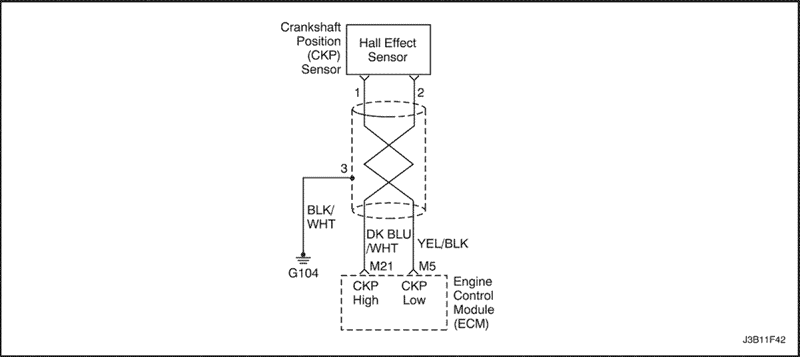 Crankshaft
Position
(CKP)
Sensor
Hall Effect
Sensor
1
2
3
BLK/
WHT
G104
DK BLU
/WHT
YEL/BLK
M21
M5
CKP
High
CKP
Low
Engine
Control
Module
(ECM)
J3B11F42